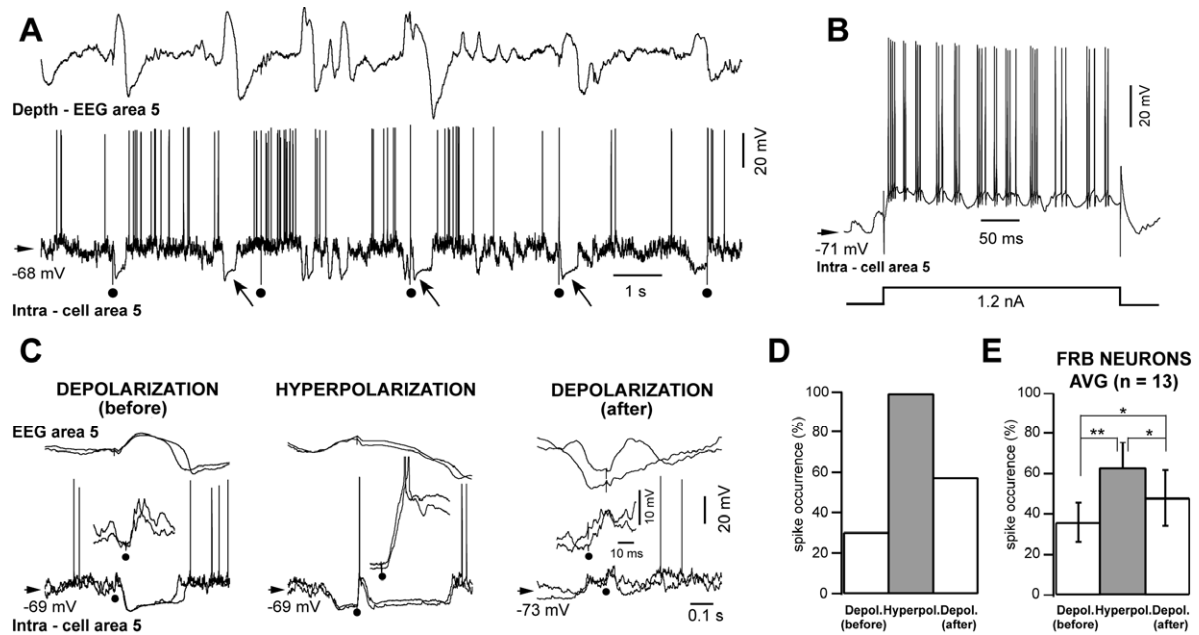 A
Depth - EEG area 5
20 mV
-68 mV
1 s
Intra - cell area 5
B
20 mV
50 ms
-71 mV
Intra - cell area 5
1.2 nA
C
DEPOLARIZATION
(before)
HYPERPOLARIZATION
DEPOLARIZATION
(after)
EEG area 5
10 mV
20 mV
10 ms
-69 mV
-69 mV
-73 mV
0.1 s
Intra - cell area 5
D
100
80
60
40
20
0
spike occurrence (%)
Depol. Hyperpol. Depol.
(before) (after)
E
FRB NEURONS
AVG (n = 13)
100
80
60
40
20
0
spike occurence (%)
*
** *
Depol. Hyperpol. Depol.
(before) (after)